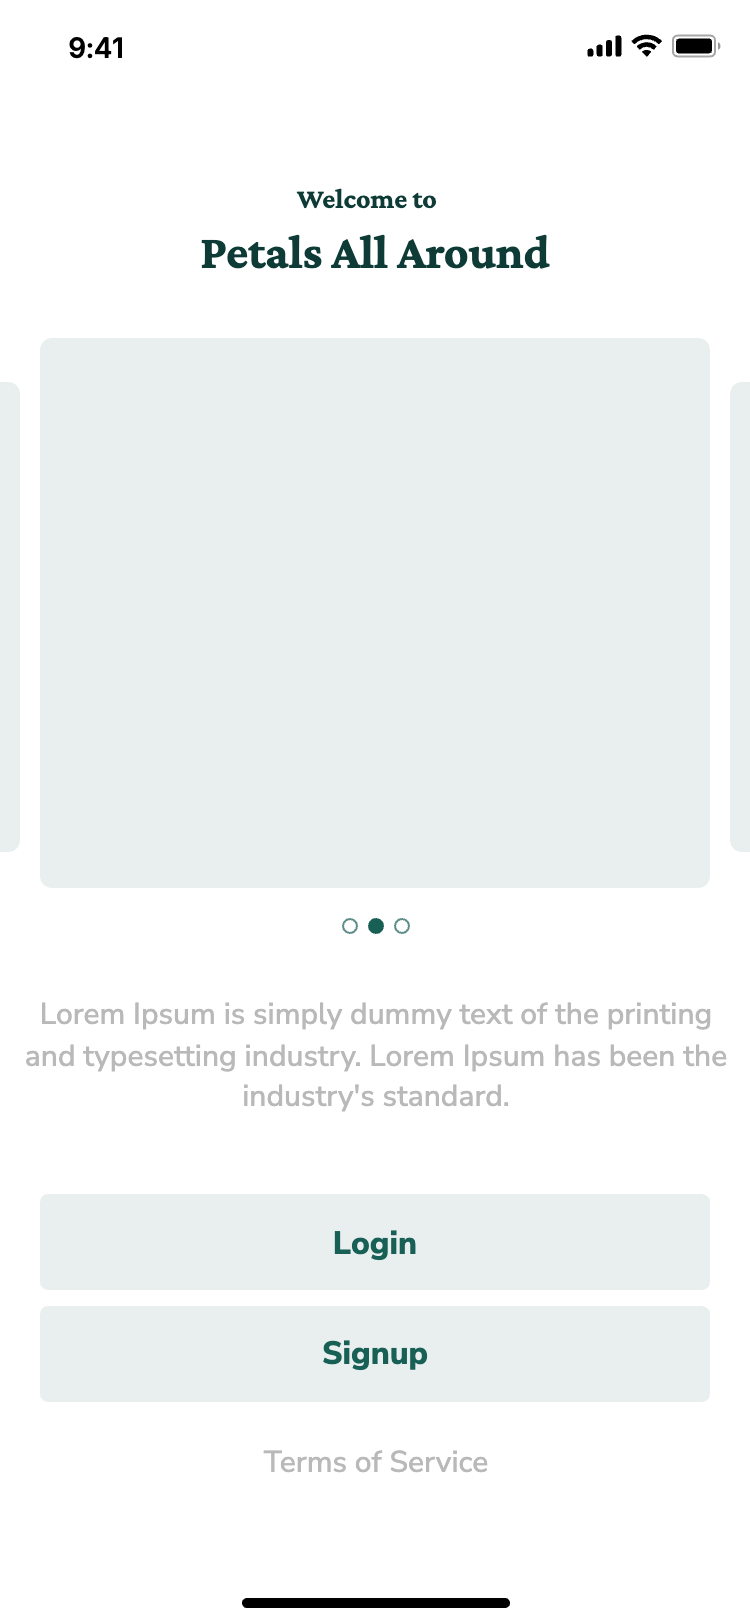 9:41
Welcome to
Petals All Around
Lorem Ipsum is simply dummy text of the printing
and typesetting industry. Lorem Ipsum has been the
industry's standard.
Login
Signup
Terms of Service